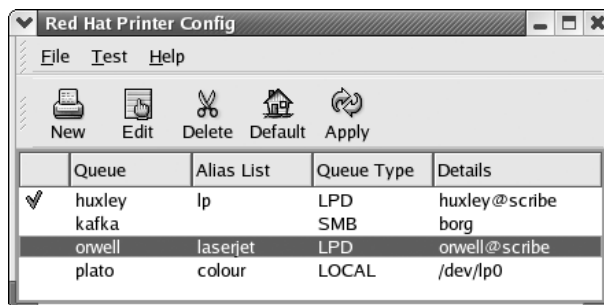 Red Hat Printer Config
File Test Help
New Edit Delete Default Apply
Queue Alias List Queue Type Details
huxley lp LPD huxley@scribe
kafka SMB borg
orwell laserjet LPD orwell@scribe
plato colour LOCAL /dev/lp0